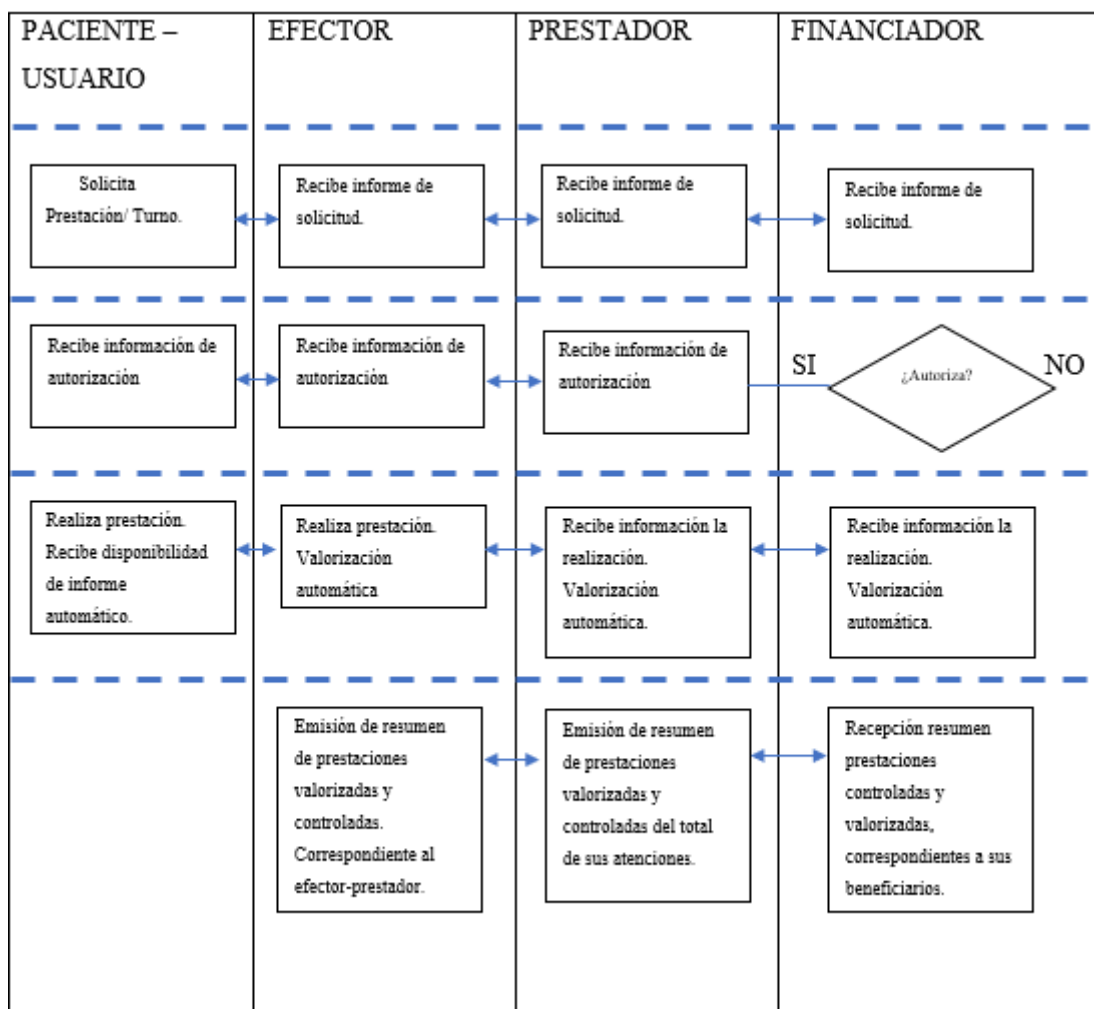 PACIENTE –
USUARIO
EFECTOR
PRESTADOR
FINANCIADOR
Solicita
Prestación/ Turno.
Recibe informe de
solicitud.
Recibe informe de
solicitud.
Recibe informe de
solicitud.
Recibe información de
autorización
Recibe información de
autorización
Recibe información de
autorización
SI
¿Autoriza?
NO
Realiza prestación.
Recibe disponibilidad
de informe
automático.
Realiza prestación.
Valorización
automática
Recibe información la
realización.
Valorización
automática.
Recibe información la
realización.
Valorización
automática.
Emisión de resumen
de prestaciones
valorizadas y
controladas.
Correspondiente al
efector-prestador.
Emisión de resumen
de prestaciones
valorizadas y
controladas del total
de sus atenciones.
Recepción resumen
prestaciones
controladas y
valorizadas,
correspondientes a sus
beneficiarios.